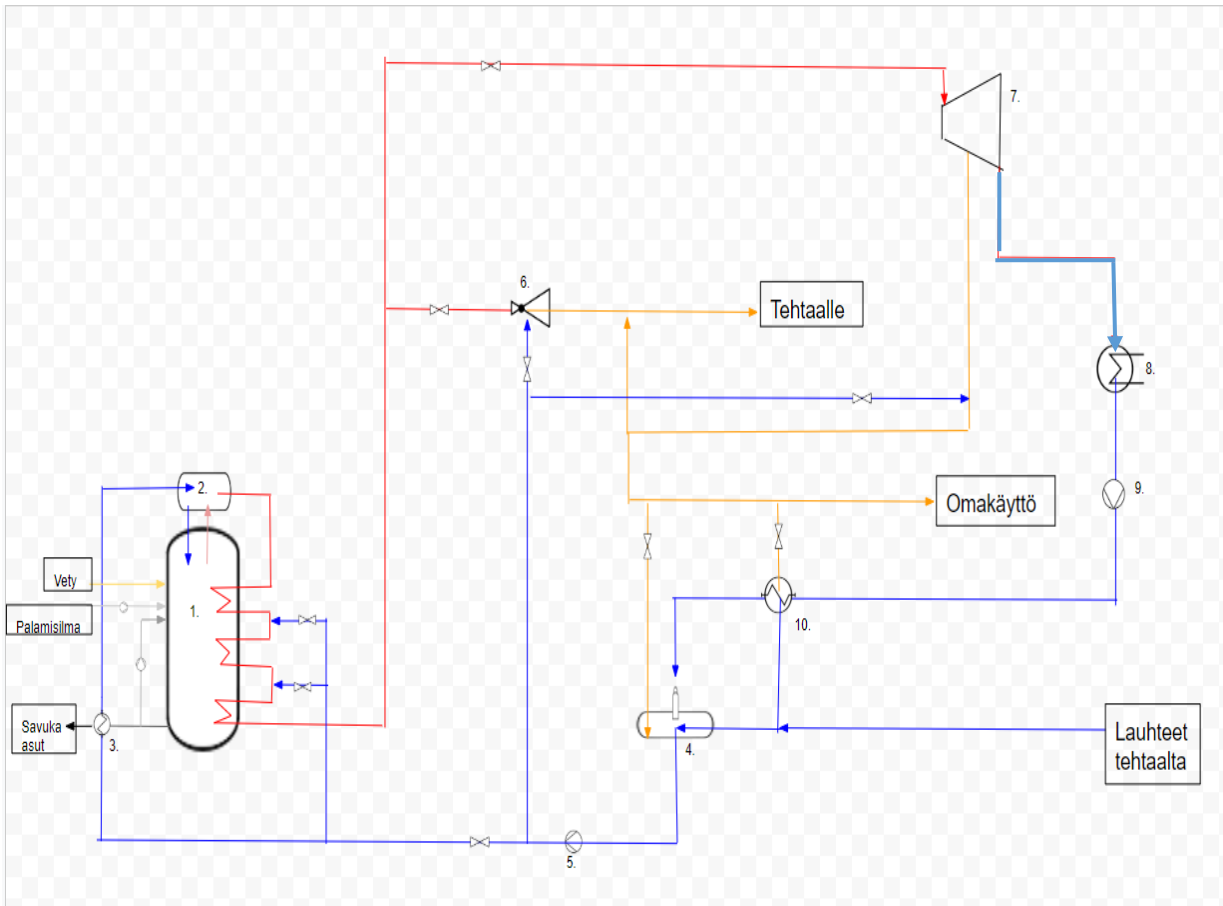 7.
6.
Tehtaalle
8.
2.
Omakäyttö
9.
Vety
1.
Palamisilma
10.
Savuka
asut
3.
4.
Lauhteet
tehtaalta
5.